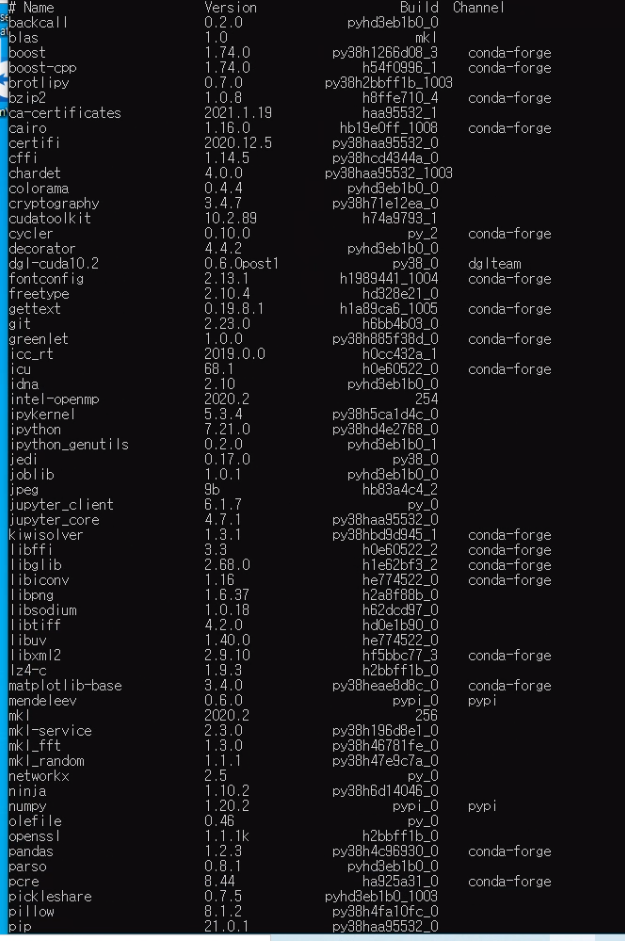 # Name Version Build Channel
backcall 0.2.0 pyhd3eb1b0_0
blas 1.0 mkl
boost 1.74.0 py38h1266d08_3 conda-forge
boost-cpp 1.74.0 h54f0996_1 conda-forge
brotlipy 0.7.0 py38h2bbff1b_1003
bzip2 1.0.8 h8ffe710_4 conda-forge
ca-certificates 2021.1.19 haa95532_1
cairo 1.16.0 hb19e0ff_1008 conda-forge
certifi 2020.12.5 py38haa95532_0
cffi 1.14.5 py38hcd4344a_0
chardet 4.0.0 py38haa95532_1003
colorama 0.4.4 pyhd3eb1b0_0
cryptography 3.4.7 py38h71e12ea_0
cudatoolkit 10.2.89 h74a9793_1
cycler 0.10.0 py_2 conda-forge
decorator 4.4.2 pyhd3eb1b0_0
dgl-cuda10.2 0.6.0post1 py38_0 dglteam
fontconfig 2.13.1 h1989441_1004 conda-forge
freetype 2.10.4 hd328e21_0
gettext 0.19.8.1 h1a89ca6_1005 conda-forge
git 2.23.0 h6bb4b03_0
greenlet 1.0.0 py38h885f38d_0 conda-forge
icc_rt 2019.0.0 h0cc432a_1
icu 68.1 h0e60522_0 conda-forge
idna 2.10 pyhd3eb1b0_0
intel-openmp 2020.2 254
ipykernel 5.3.4 py38h5ca1d4c_0
ipython 7.21.0 py38hd4e2768_0
ipython_genutils 0.2.0 pyhd3eb1b0_1
jedi 0.17.0 py38_0
joblib 1.0.1 pyhd3eb1b0_0
jpeg 9b hb83a4c4_2
jupyter_client 6.1.7 py_0
jupyter_core 4.7.1 py38haa95532_0
kiwisolver 1.3.1 py38hbd9d945_1 conda-forge
libffi 3.3 h0e60522_2 conda-forge
libglib 2.68.0 h1e62bf3_2 conda-forge
libiconv 1.16 he774522_0 conda-forge
libpng 1.6.37 h2a8f88b_0
libsodium 1.0.18 h62dcd97_0
libtiff 4.2.0 hd0e1b90_0
libuv 1.40.0 he774522_0
libxml2 2.9.10 hf5bbc77_3 conda-forge
lz4-c 1.9.3 h2bbff1b_0
matplotlib-base 3.4.0 py38heae8d8c_0 conda-forge
mendeleev 0.6.0 pypi_0 pypi
mkl 2020.2 256
mkl-service 2.3.0 py38h196d8e1_0
mkl_fft 1.3.0 py38h46781fe_0
mkl_random 1.1.1 py38h47e9c7a_0
networkx 2.5 py_0
ninja 1.10.2 py38h6d14046_0
numpy 1.20.2 pypi_0 pypi
olefile 0.46 py_0
openssl 1.1.1k h2bbff1b_0
pandas 1.2.3 py38h4c96930_0 conda-forge
parso 0.8.1 pyhd3eb1b0_0
pcre 8.44 ha925a31_0 conda-forge
pickleshare 0.7.5 pyhd3eb1b0_1003
pillow 8.1.2 py38h4fa10fc_0
pip 21.0.1 py38haa95532_0